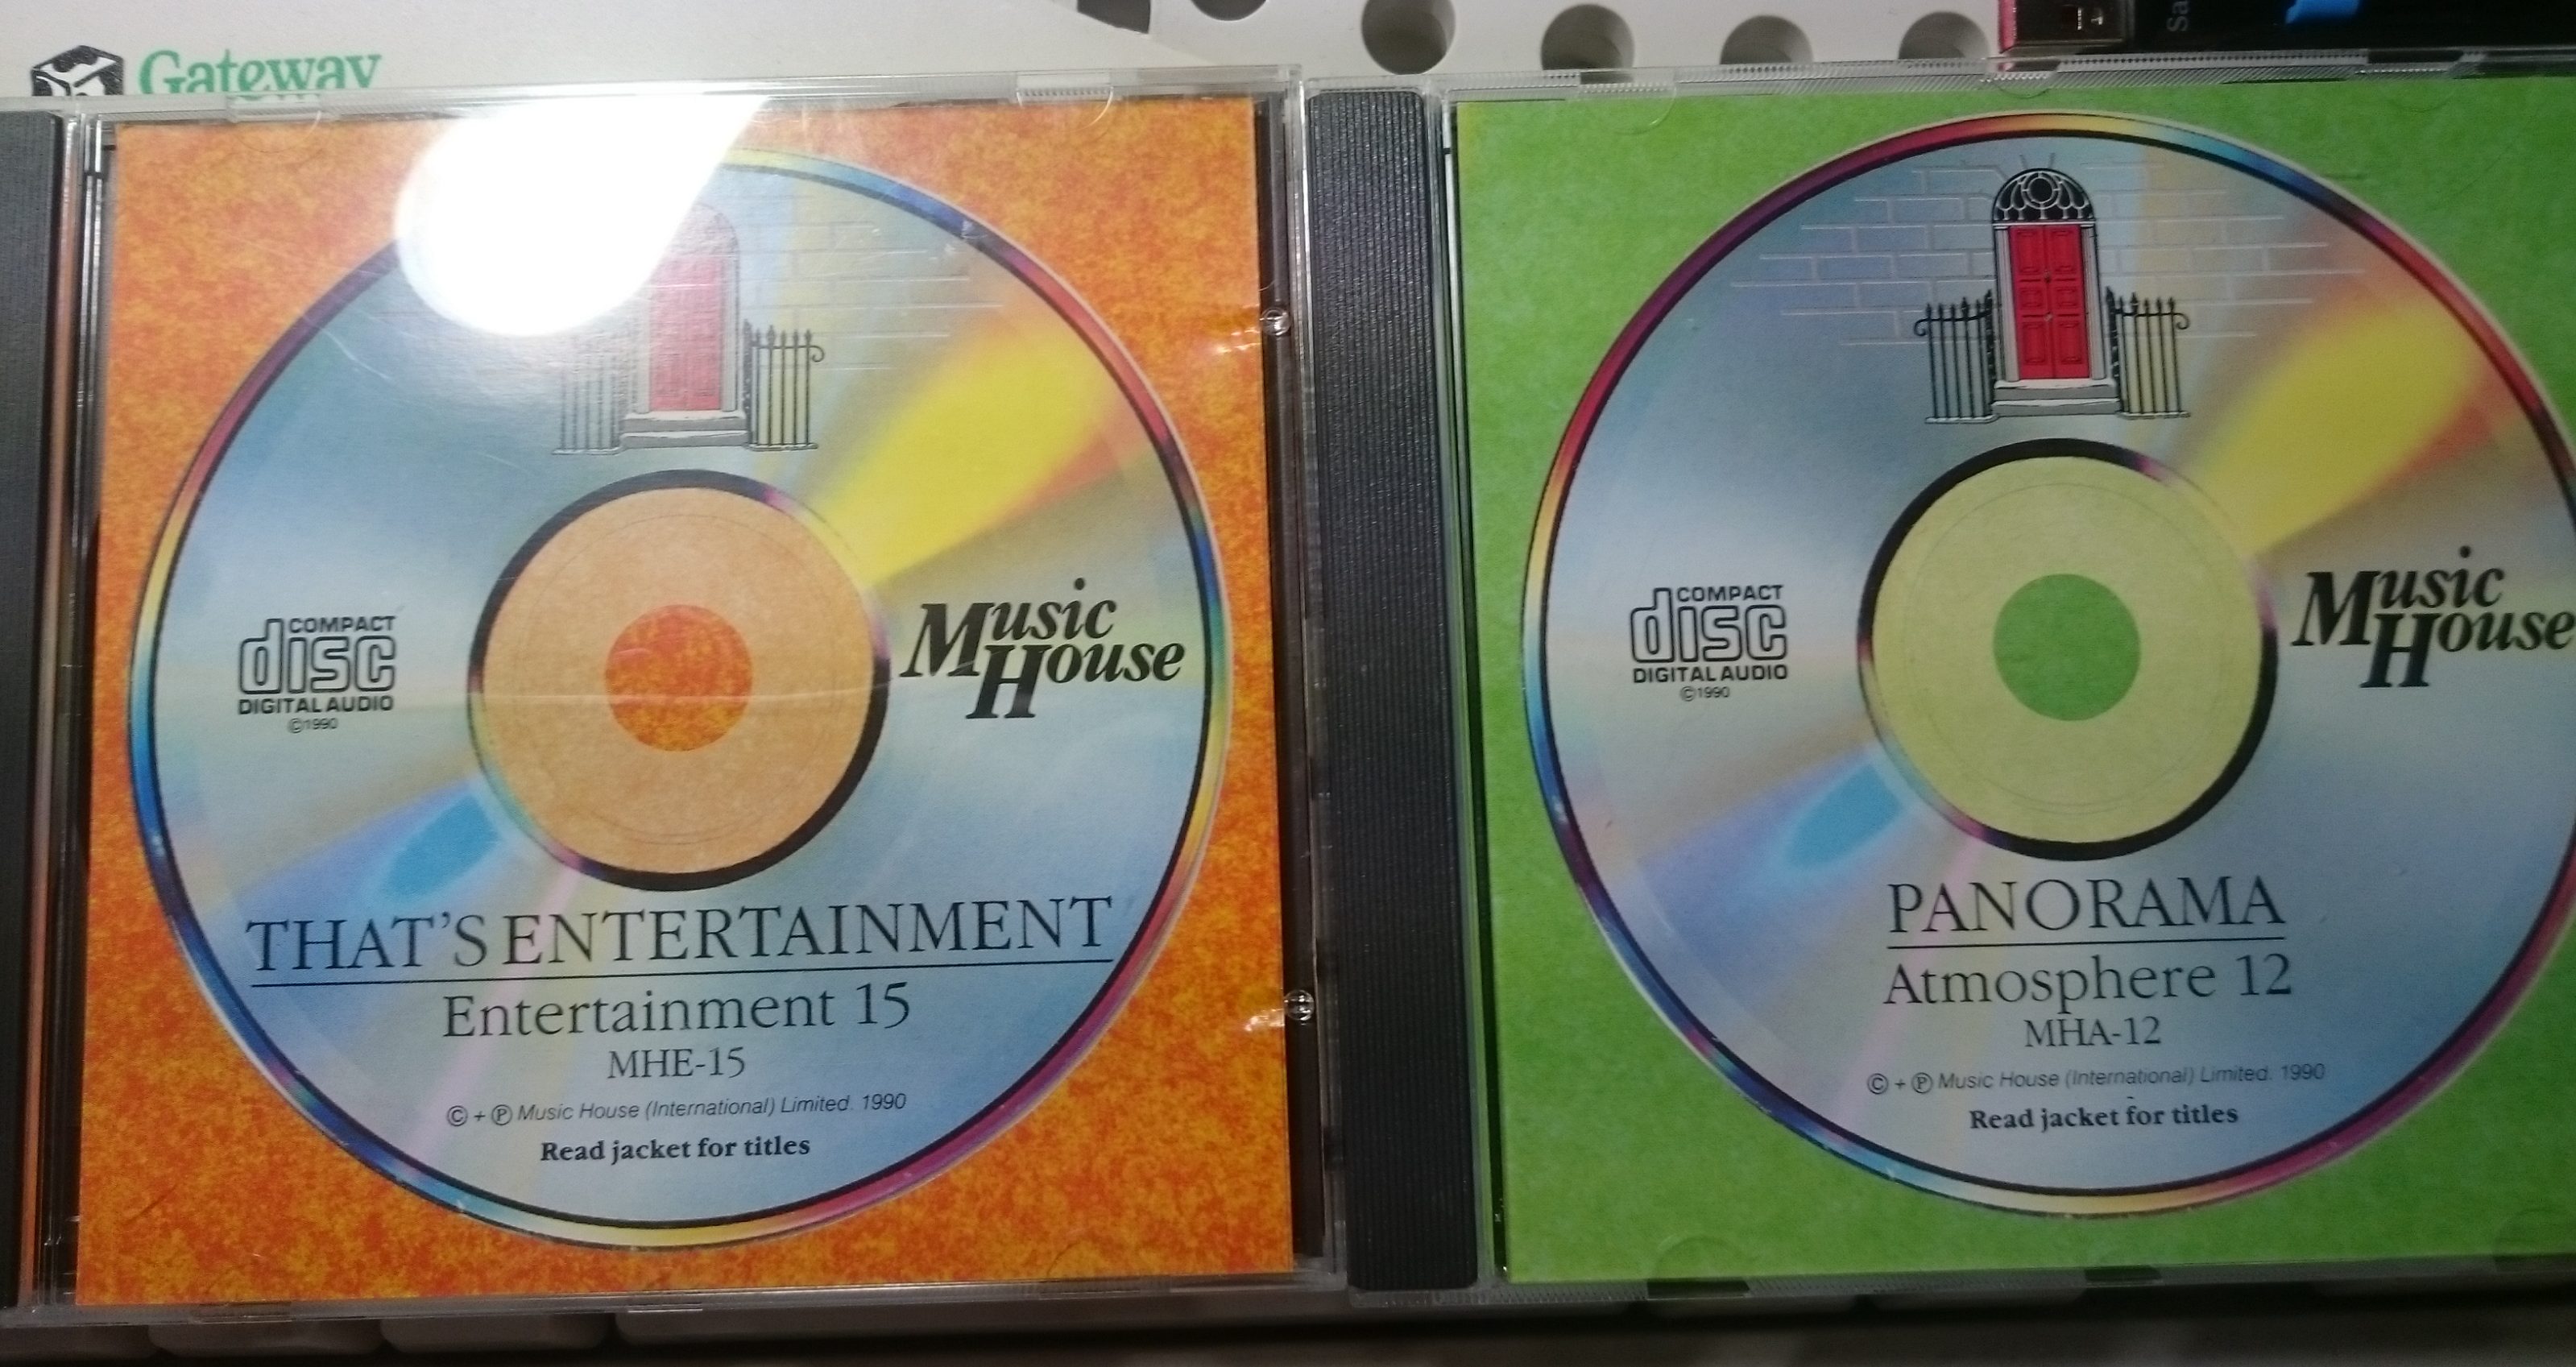 Gateway
COMPACT
disc
DIGITAL AUDIO
©1990
Music
House
THAT'S ENTERTAINMENT
Entertainment 15
MHE-15
© + ℗ Music House (International) Limited. 1990
Read jacket for titles
COMPACT
disc
DIGITAL AUDIO
©1990
Music
House
PANORAMA
Atmosphere 12
MHA-12
© + ℗ Music House (International) Limited. 1990
Read jacket for titles
Sa